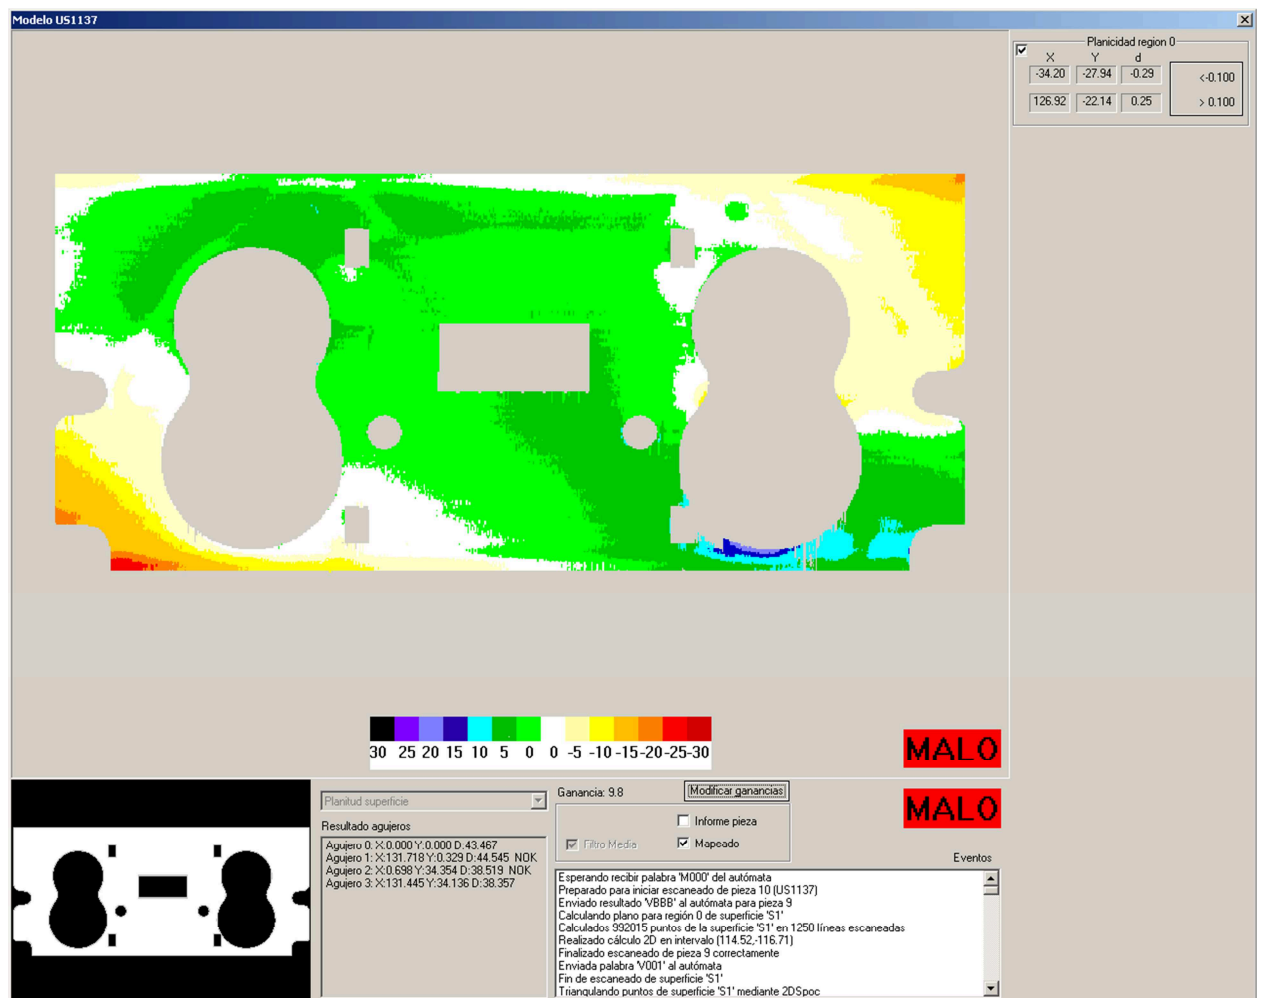 Modelo US1137
Planicidad region 0
X Y d
-34.20 -27.94 -0.29 <-0.100
126.92 -22.14 0.25 > 0.100
30 25 20 15 10 5 0 0 -5 -10 -15 -20 -25 -30
MALO
Planitud superficie
Resultado agujeros
Agujero 0: X:0.000 Y:0.000 D:43.467
Agujero 1: X:131.718 Y:0.329 D:44.545 NOK
Agujero 2: X:0.698 Y:34.354 D:38.519 NOK
Agujero 3: X:131.445 Y:34.136 D:38.357
Ganancia: 9.8
Modificar ganancias
Informe pieza
Filtro Media
Mapeado
MALO
Eventos
Esperando recibir palabra 'M000' del autómata
Preparado para iniciar escaneado de pieza 10 (US1137)
Enviado resultado 'VBBB' al autómata para pieza 9
Calculando plano para región 0 de superficie 'S1'
Calculados 992015 puntos de la superficie 'S1' en 1250 líneas escaneadas
Realizado cálculo 2D en intervalo (114.52,-116.71)
Finalizado escaneado de pieza 9 correctamente
Enviada palabra 'V001' al autómata
Fin de escaneado de superficie 'S1'
Triangulando puntos de superficie 'S1' mediante 2DSpoc